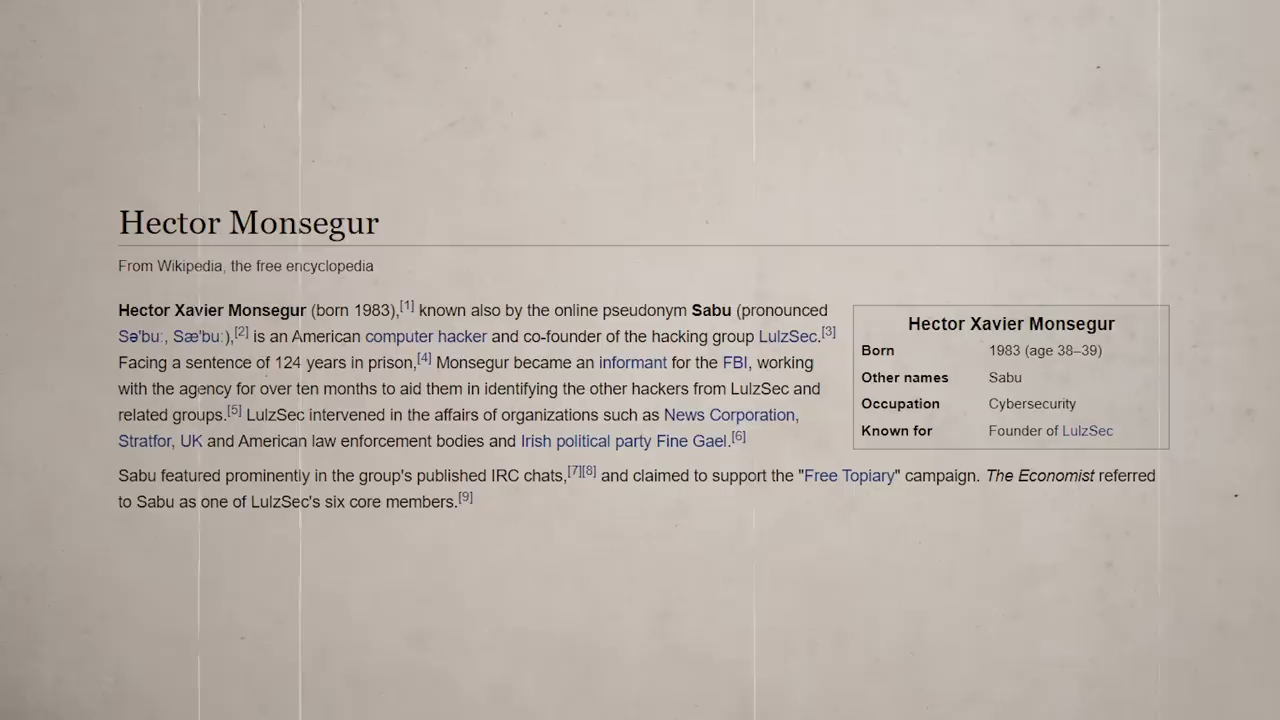 Hector Monsegur
From Wikipedia, the free encyclopedia
Hector Xavier Monsegur (born 1983),[1] known also by the online pseudonym Sabu (pronounced
Sə'buː, Sæ'buː),[2] is an American computer hacker and co-founder of the hacking group LulzSec.[3]
Facing a sentence of 124 years in prison,[4] Monsegur became an informant for the FBI, working
with the agency for over ten months to aid them in identifying the other hackers from LulzSec and
related groups.[5] LulzSec intervened in the affairs of organizations such as News Corporation,
Stratfor, UK and American law enforcement bodies and Irish political party Fine Gael.[6]
Hector Xavier Monsegur
Born 1983 (age 38–39)
Other names Sabu
Occupation Cybersecurity
Known for Founder of LulzSec
Sabu featured prominently in the group's published IRC chats,[7][8] and claimed to support the "Free Topiary" campaign. The Economist referred
to Sabu as one of LulzSec's six core members.[9]